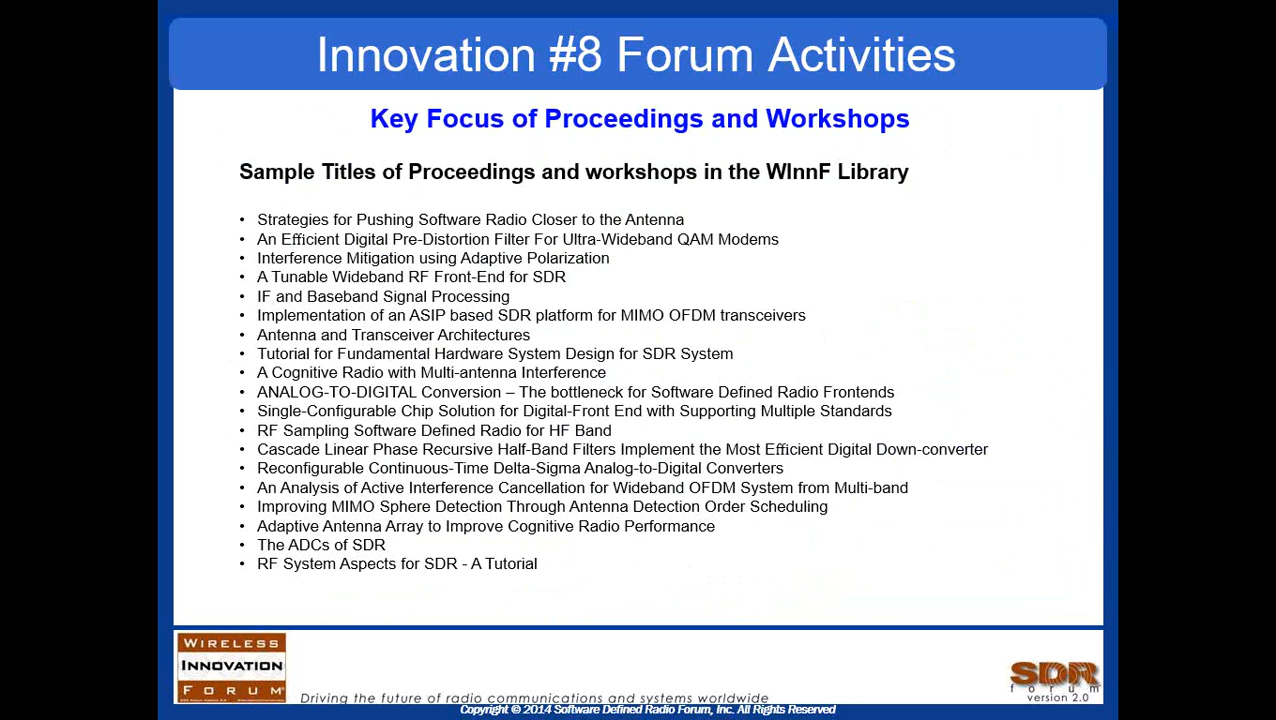 Innovation #8 Forum Activities
Key Focus of Proceedings and Workshops
Sample Titles of Proceedings and workshops in the WInnF Library
• Strategies for Pushing Software Radio Closer to the Antenna
• An Efficient Digital Pre-Distortion Filter For Ultra-Wideband QAM Modems
• Interference Mitigation using Adaptive Polarization
• A Tunable Wideband RF Front-End for SDR
• IF and Baseband Signal Processing
• Implementation of an ASIP based SDR platform for MIMO OFDM transceivers
• Antenna and Transceiver Architectures
• Tutorial for Fundamental Hardware System Design for SDR System
• A Cognitive Radio with Multi-antenna Interference
• ANALOG-TO-DIGITAL Conversion – The bottleneck for Software Defined Radio Frontends
• Single-Configurable Chip Solution for Digital-Front End with Supporting Multiple Standards
• RF Sampling Software Defined Radio for HF Band
• Cascade Linear Phase Recursive Half-Band Filters Implement the Most Efficient Digital Down-converter
• Reconfigurable Continuous-Time Delta-Sigma Analog-to-Digital Converters
• An Analysis of Active Interference Cancellation for Wideband OFDM System from Multi-band
• Improving MIMO Sphere Detection Through Antenna Detection Order Scheduling
• Adaptive Antenna Array to Improve Cognitive Radio Performance
• The ADCs of SDR
• RF System Aspects for SDR - A Tutorial
WIRELESS
INNOVATION
FORUM
Driving the future of radio communications and systems worldwide
SDR
forum
version 2.0
Copyright © 2014 Software Defined Radio Forum, Inc. All Rights Reserved